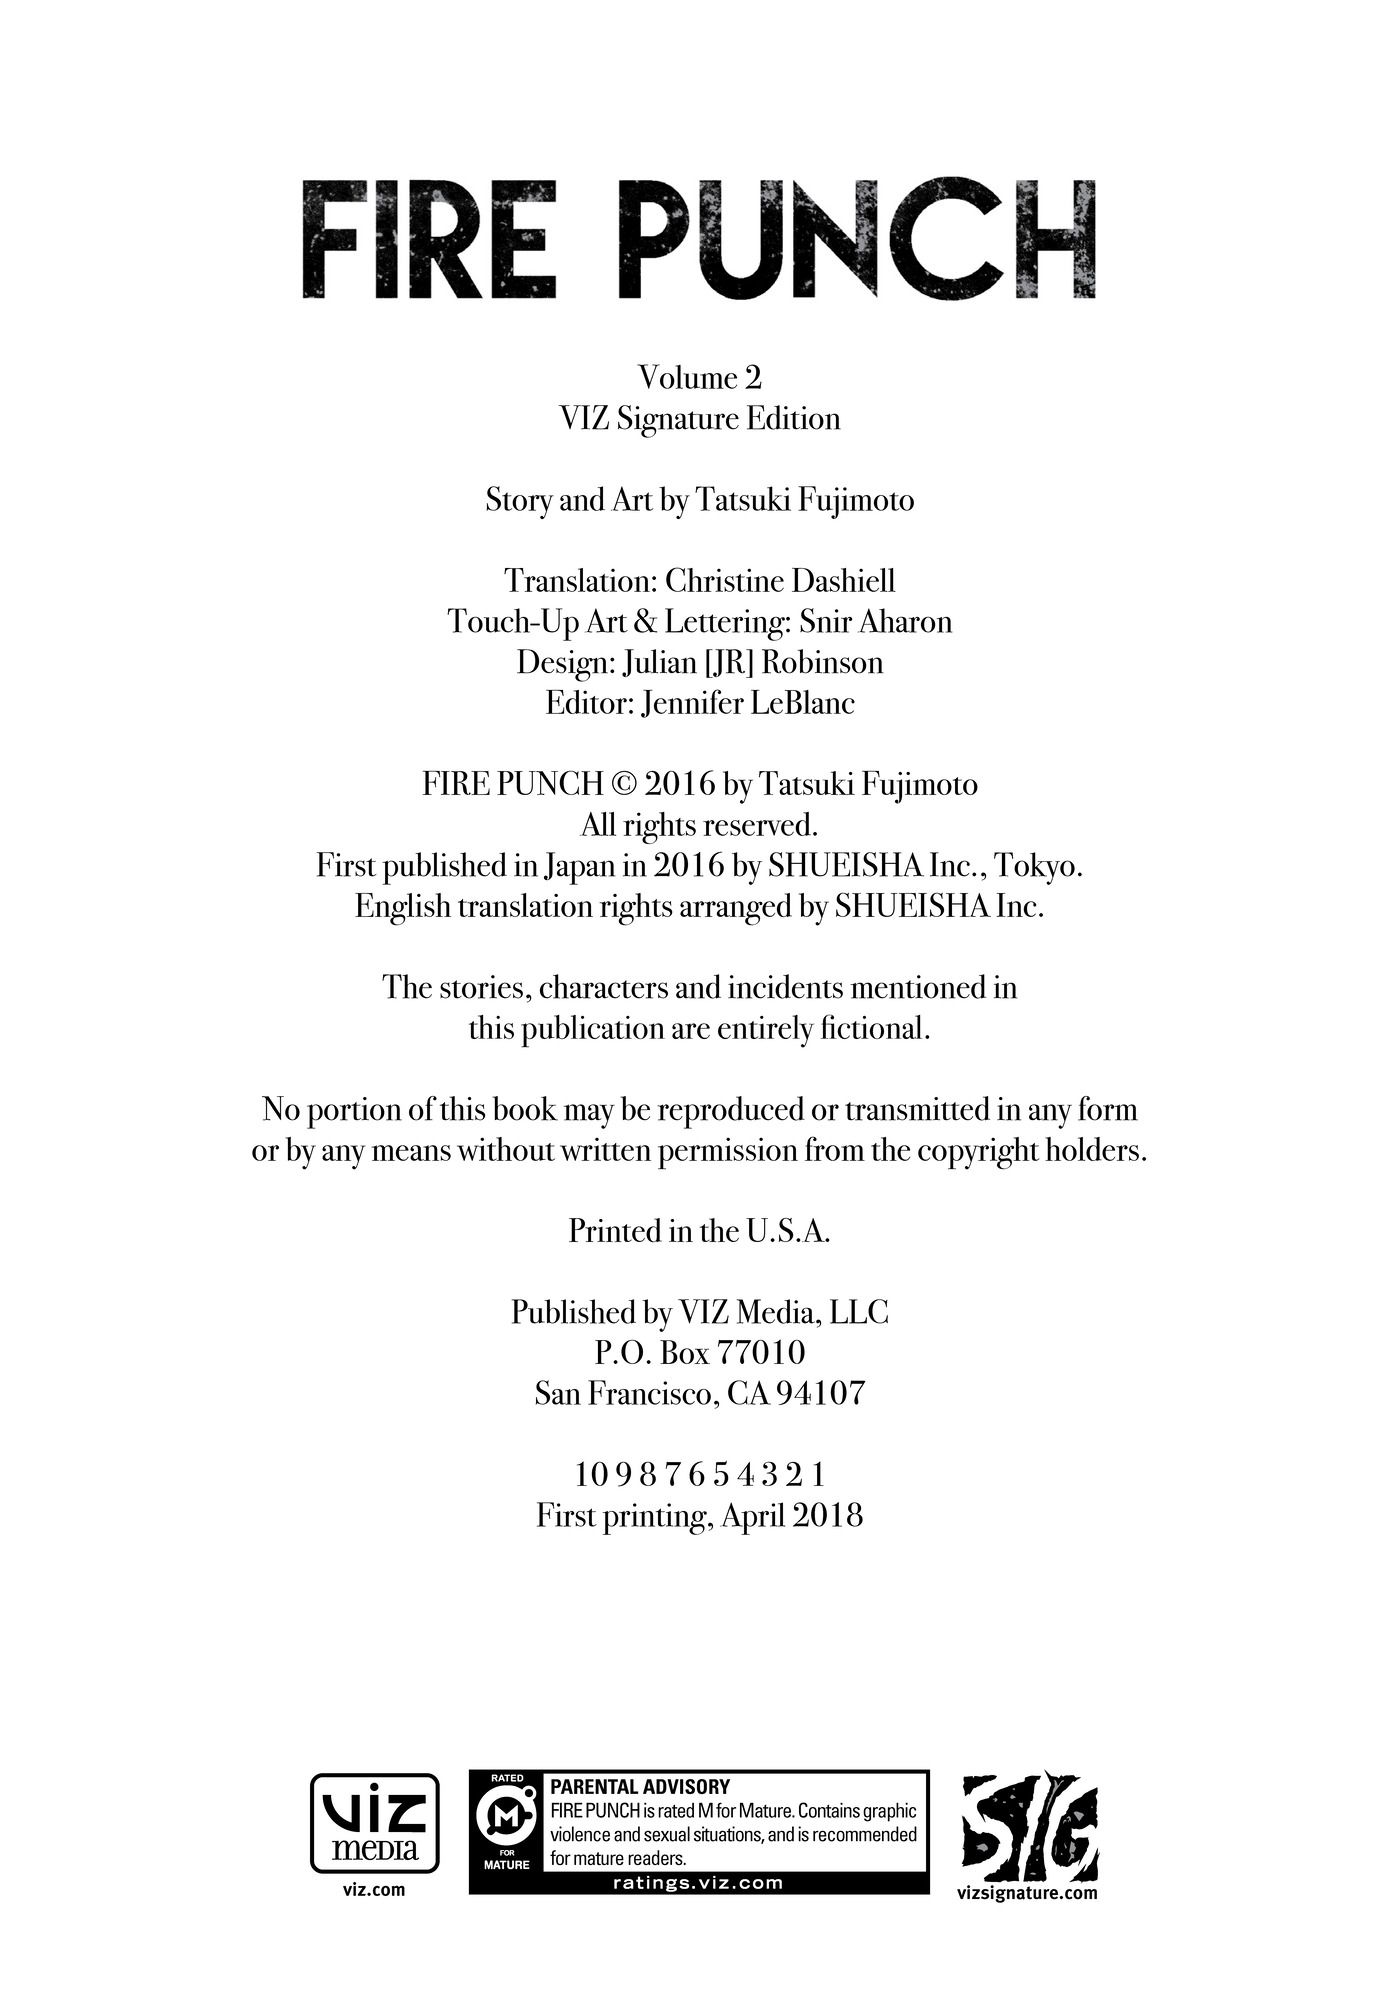 FIRE PUNCH
Volume 2
VIZ Signature Edition
Story and Art by Tatsuki Fujimoto
Translation: Christine Dashiell
Touch-Up Art & Lettering: Snir Aharon
Design: Julian [JR] Robinson
Editor: Jennifer LeBlanc
FIRE PUNCH © 2016 by Tatsuki Fujimoto
All rights reserved.
First published in Japan in 2016 by SHUEISHA Inc., Tokyo.
English translation rights arranged by SHUEISHA Inc.
The stories, characters and incidents mentioned in
this publication are entirely fictional.
No portion of this book may be reproduced or transmitted in any form
or by any means without written permission from the copyright holders.
Printed in the U.S.A.
Published by VIZ Media, LLC
P.O. Box 77010
San Francisco, CA 94107
10 9 8 7 6 5 4 3 2 1
First printing, April 2018
viz
media
viz.com
RATED
M
FOR
MATURE
PARENTAL ADVISORY
FIRE PUNCH is rated M for Mature. Contains graphic
violence and sexual situations, and is recommended
for mature readers.
ratings.viz.com
SIG
vizsignature.com